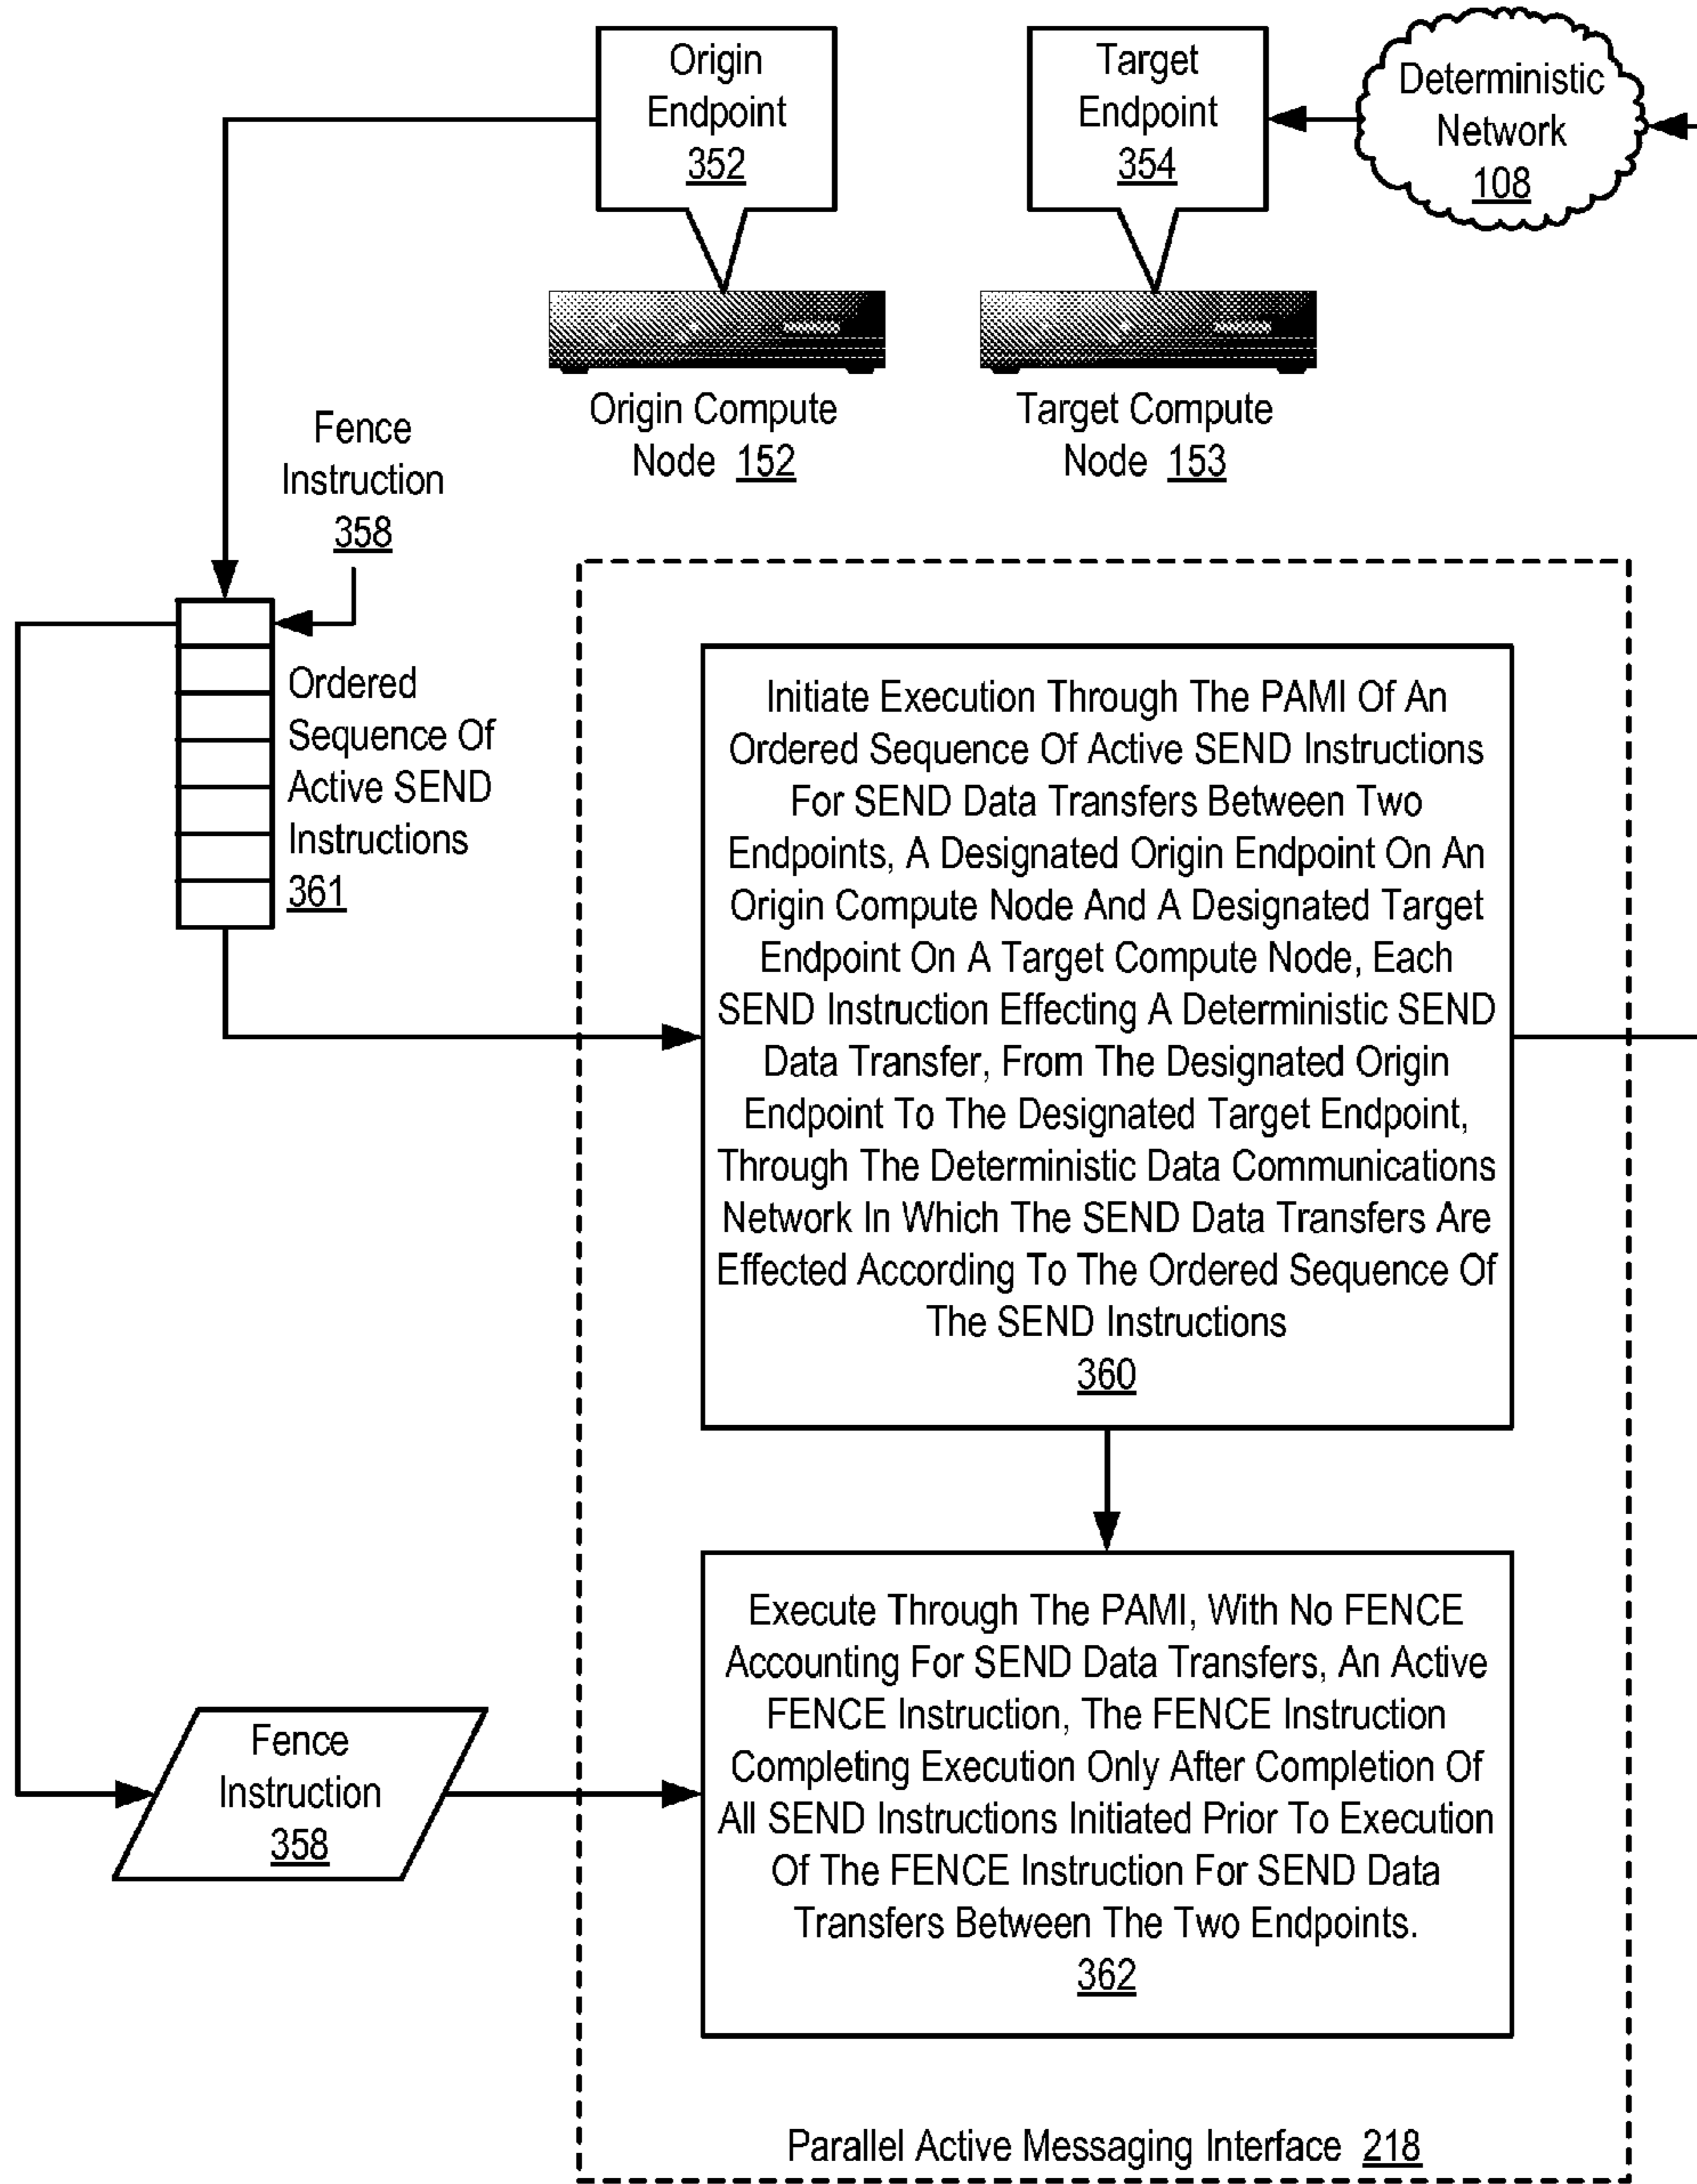 Origin
Endpoint
352
Target
Endpoint
354
Deterministic
Network
108
Origin Compute
Node 152
Target Compute
Node 153
Fence
Instruction
358
Ordered
Sequence Of
Active SEND
Instructions
361
Initiate Execution Through The PAMI Of An
Ordered Sequence Of Active SEND Instructions
For SEND Data Transfers Between Two
Endpoints, A Designated Origin Endpoint On An
Origin Compute Node And A Designated Target
Endpoint On A Target Compute Node, Each
SEND Instruction Effecting A Deterministic SEND
Data Transfer, From The Designated Origin
Endpoint To The Designated Target Endpoint,
Through The Deterministic Data Communications
Network In Which The SEND Data Transfers Are
Effected According To The Ordered Sequence Of
The SEND Instructions
360
Execute Through The PAMI, With No FENCE
Accounting For SEND Data Transfers, An Active
FENCE Instruction, The FENCE Instruction
Completing Execution Only After Completion Of
All SEND Instructions Initiated Prior To Execution
Of The FENCE Instruction For SEND Data
Transfers Between The Two Endpoints.
362
Fence
Instruction
358
Parallel Active Messaging Interface 218